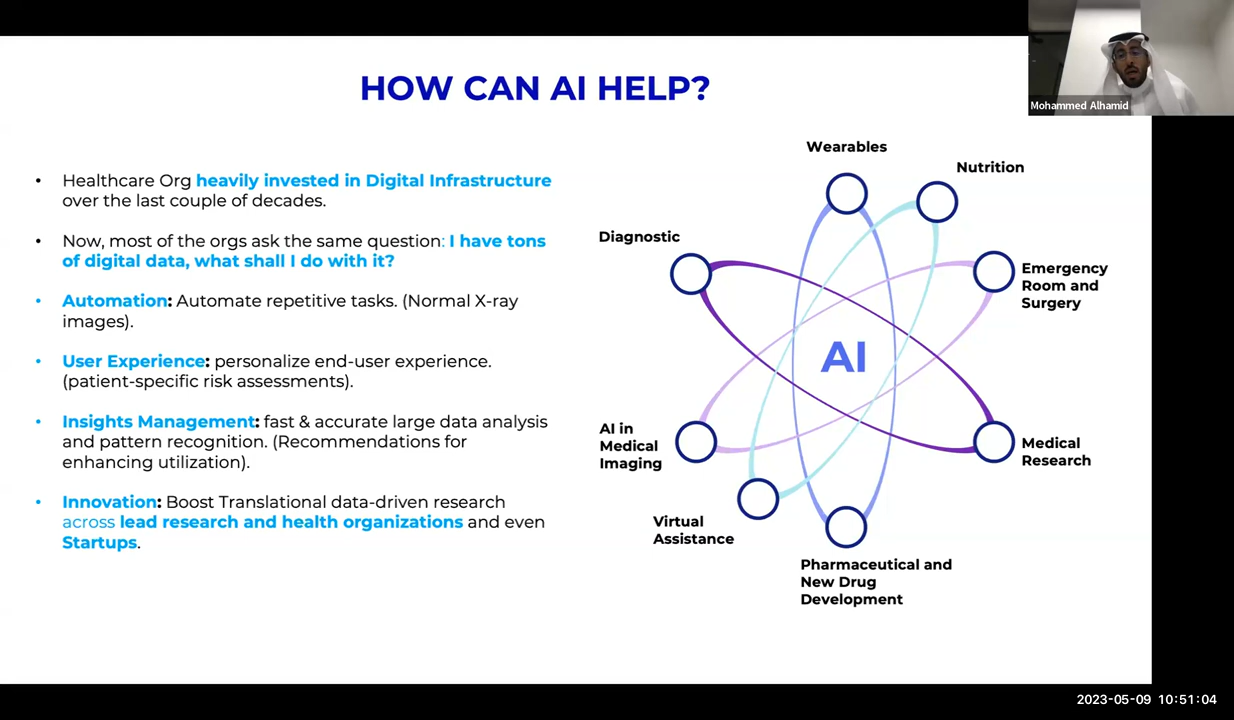 HOW CAN AI HELP?
Mohammed Alhamid
• Healthcare Org heavily invested in Digital Infrastructure
over the last couple of decades.
• Now, most of the orgs ask the same question: I have tons
of digital data, what shall I do with it?
• Automation: Automate repetitive tasks. (Normal X-ray
images).
• User Experience: personalize end-user experience.
(patient-specific risk assessments).
• Insights Management: fast & accurate large data analysis
and pattern recognition. (Recommendations for
enhancing utilization).
• Innovation: Boost Translational data-driven research
across lead research and health organizations and even
Startups.
Wearables
Nutrition
Diagnostic
Emergency
Room and
Surgery
AI
AI in
Medical
Imaging
Medical
Research
Virtual
Assistance
Pharmaceutical and
New Drug
Development
2023-05-09 10:51:04